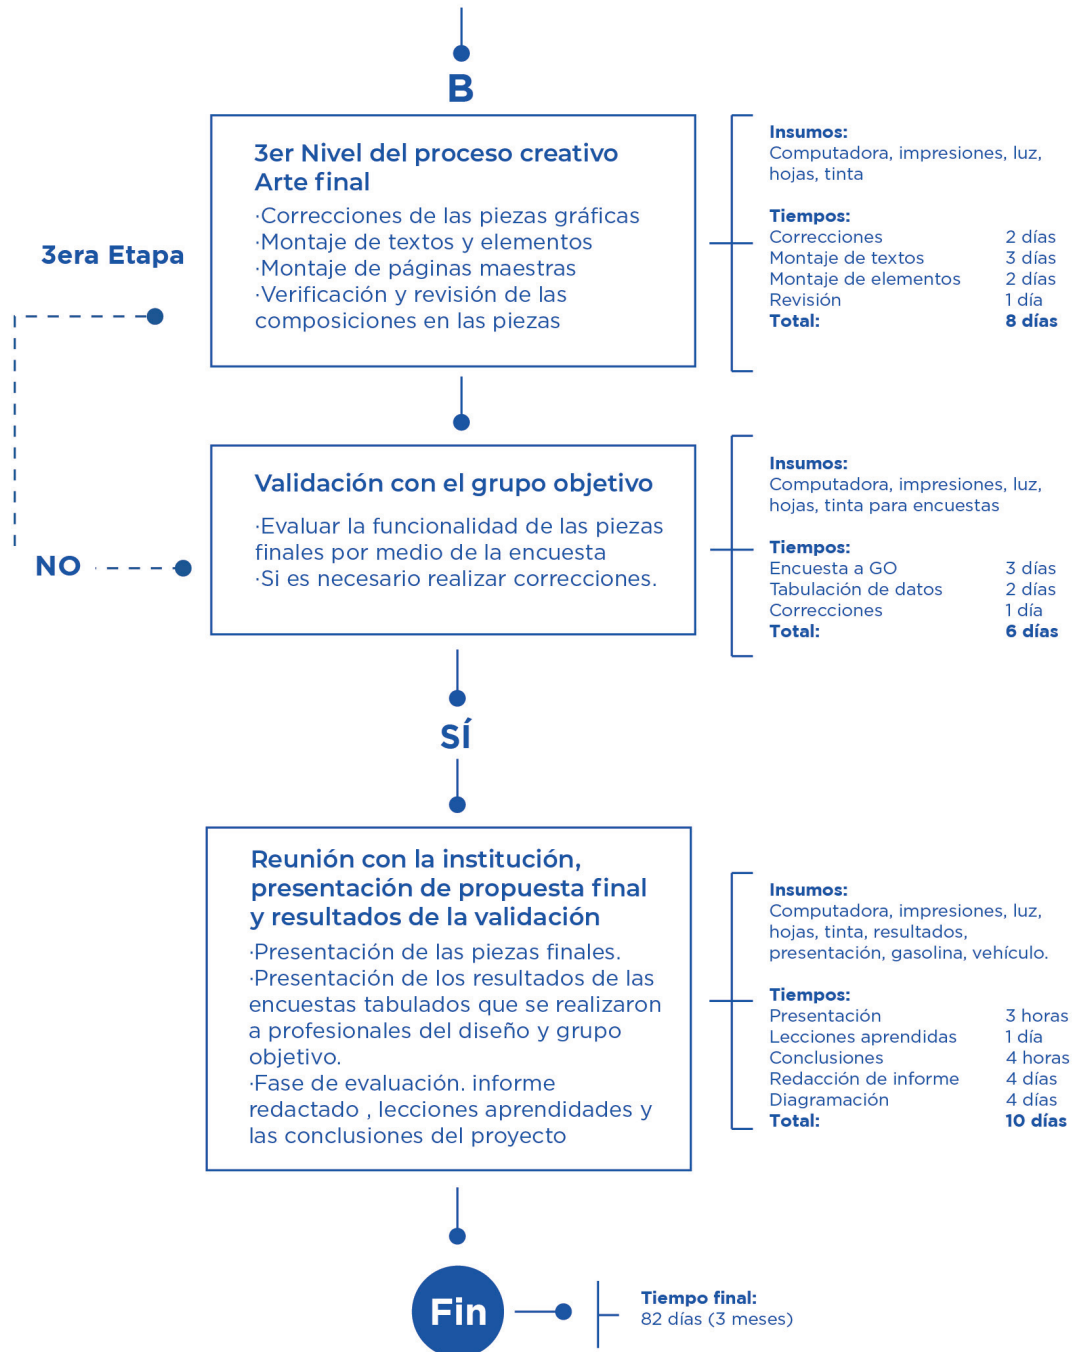 B
3er Nivel del proceso creativo
Arte final
·Correcciones de las piezas gráficas
·Montaje de textos y elementos
·Montaje de páginas maestras
·Verificación y revisión de las
composiciones en las piezas
3era Etapa
Insumos:
Computadora, impresiones, luz,
hojas, tinta
Tiempos:
Correcciones 2 días
Montaje de textos 3 días
Montaje de elementos 2 días
Revisión 1 día
Total: 8 días
Validación con el grupo objetivo
·Evaluar la funcionalidad de las piezas
finales por medio de la encuesta
·Si es necesario realizar correcciones.
NO
Insumos:
Computadora, impresiones, luz,
hojas, tinta para encuestas
Tiempos:
Encuesta a GO 3 días
Tabulación de datos 2 días
Correcciones 1 día
Total: 6 días
SÍ
Reunión con la institución,
presentación de propuesta final
y resultados de la validación
·Presentación de las piezas finales.
·Presentación de los resultados de las
encuestas tabulados que se realizaron
a profesionales del diseño y grupo
objetivo.
·Fase de evaluación. informe
redactado , lecciones aprendidades y
las conclusiones del proyecto
Insumos:
Computadora, impresiones, luz,
hojas, tinta, resultados,
presentación, gasolina, vehículo.
Tiempos:
Presentación 3 horas
Lecciones aprendidas 1 día
Conclusiones 4 horas
Redacción de informe 4 días
Diagramación 4 días
Total: 10 días
Fin
Tiempo final:
82 días (3 meses)